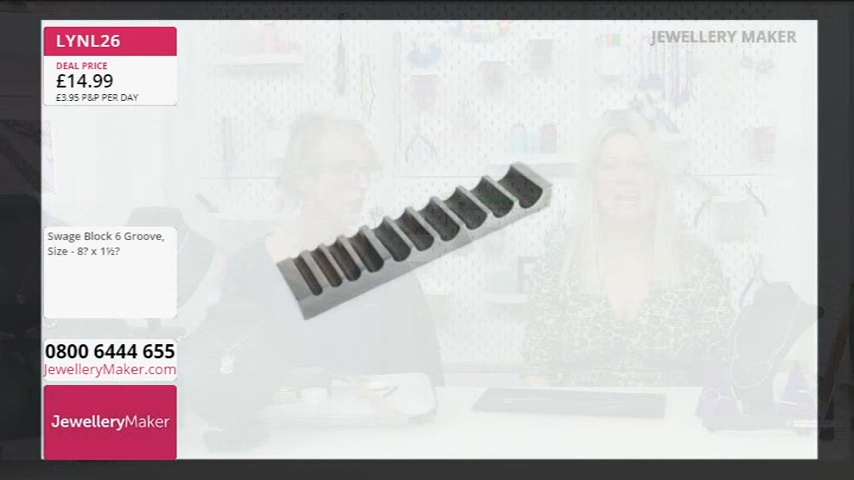 LYNL26
DEAL PRICE
£14.99
£3.95 P&P PER DAY
JEWELLERY MAKER
Swage Block 6 Groove,
Size - 8? x 1½?
0800 6444 655
JewelleryMaker.com
JewelleryMaker